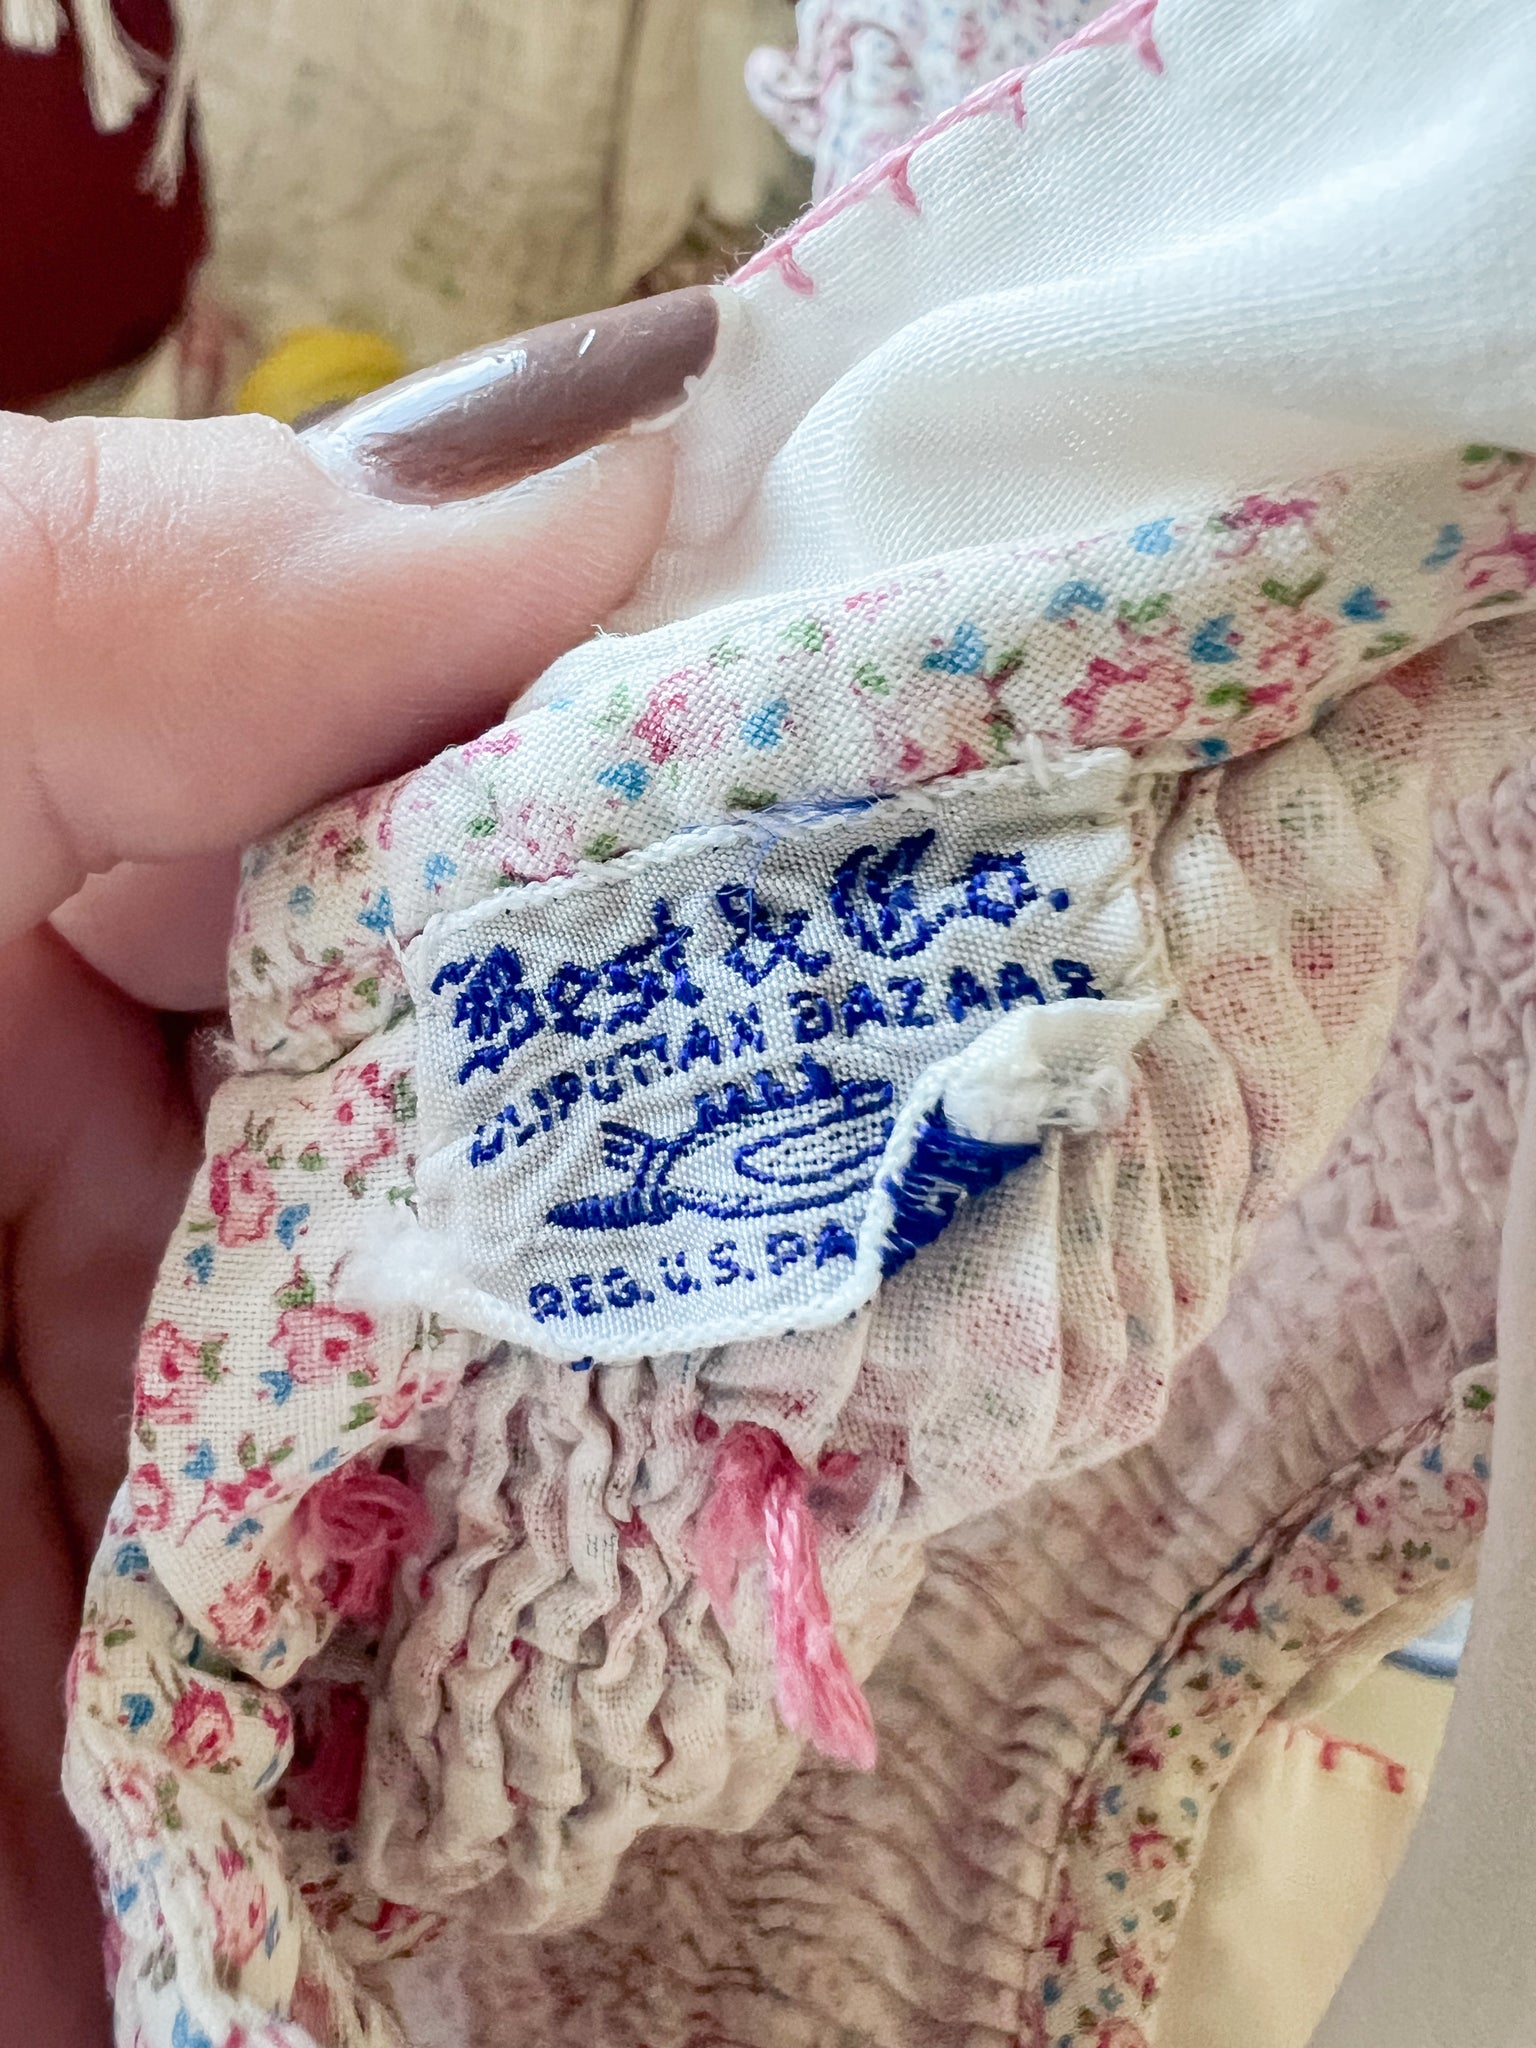 Best & Co.
LILIPUTIAN BAZAAR
REG. U.S. PA